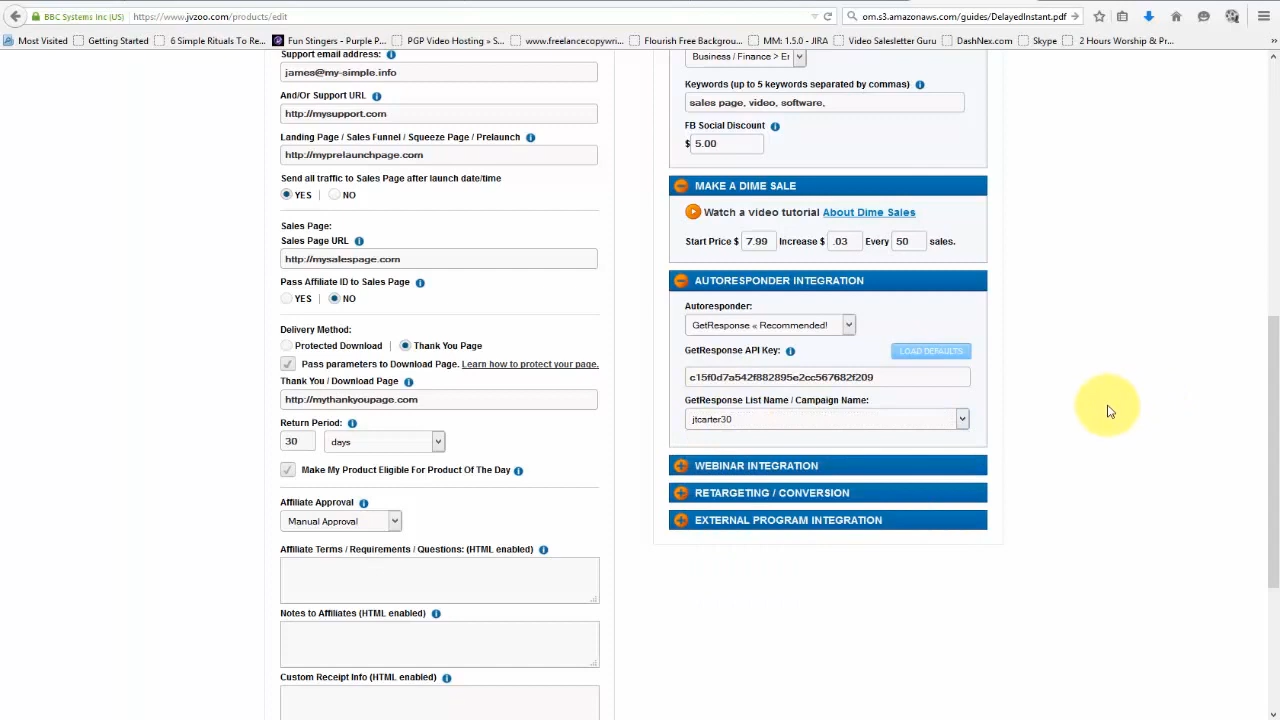 BBC Systems Inc (US)
https://www.jvzoo.com/products/edit
om.s3.amazonaws.com/guides/DelayedInstant.pdf
Most Visited
Getting Started
6 Simple Rituals To Re...
Fun Stingers - Purple P...
PGP Video Hosting » S...
www.freelancecopywri...
Flourish Free Backgrou...
MM: 1.5.0 - JIRA
Video Salesletter Guru
DashNex.com
Skype
2 Hours Worship & Pr...
Support email address:
james@my-simple.info
And/Or Support URL
http://mysupport.com
Landing Page / Sales Funnel / Squeeze Page / Prelaunch
http://myprelaunchpage.com
Send all traffic to Sales Page after launch date/time
YES | NO
Sales Page:
Sales Page URL
http://mysalespage.com
Pass Affiliate ID to Sales Page
YES | NO
Delivery Method:
Protected Download | Thank You Page
Pass parameters to Download Page. Learn how to protect your page.
Thank You / Download Page
http://mythankyoupage.com
Return Period:
30 days
Make My Product Eligible For Product Of The Day
Affiliate Approval
Manual Approval
Affiliate Terms / Requirements / Questions: (HTML enabled)
Notes to Affiliates (HTML enabled)
Custom Receipt Info (HTML enabled)
Business / Finance > Er
Keywords (up to 5 keywords separated by commas)
sales page, video, software,
FB Social Discount
$ 5.00
MAKE A DIME SALE
Watch a video tutorial About Dime Sales
Start Price $ 7.99 Increase $ .03 Every 50 sales.
AUTORESPONDER INTEGRATION
Autoresponder:
GetResponse « Recommended!
GetResponse API Key:
LOAD DEFAULTS
c15f0d7a542f882895e2cc567682f209
GetResponse List Name / Campaign Name:
jtcarter30
WEBINAR INTEGRATION
RETARGETING / CONVERSION
EXTERNAL PROGRAM INTEGRATION